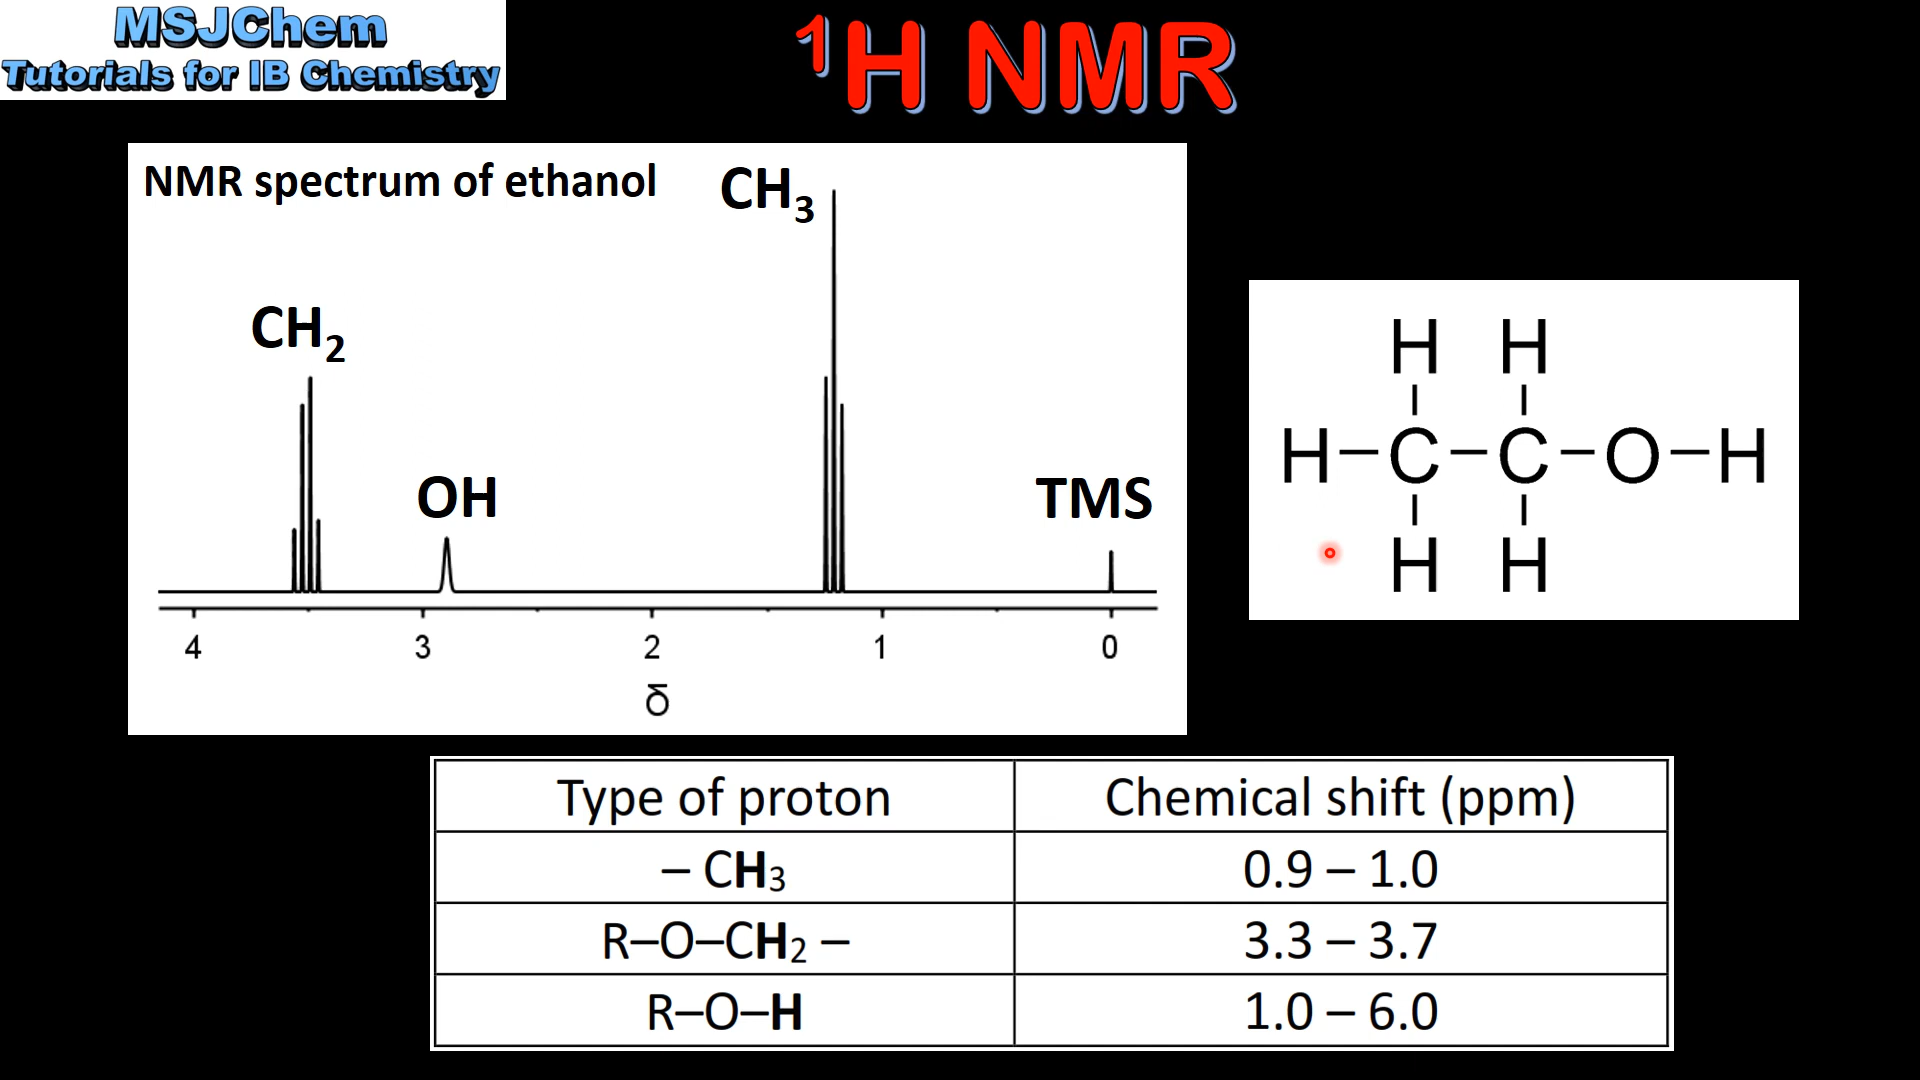 MSJChem
Tutorials for IB Chemistry
¹H NMR
NMR spectrum of ethanol
CH₃
CH₂
OH
TMS
4 3 2 1 0
δ
H H
H–C–C–O–H
H H
Type of proton Chemical shift (ppm)
– CH₃ 0.9 – 1.0
R–O–CH₂ – 3.3 – 3.7
R–O–H 1.0 – 6.0